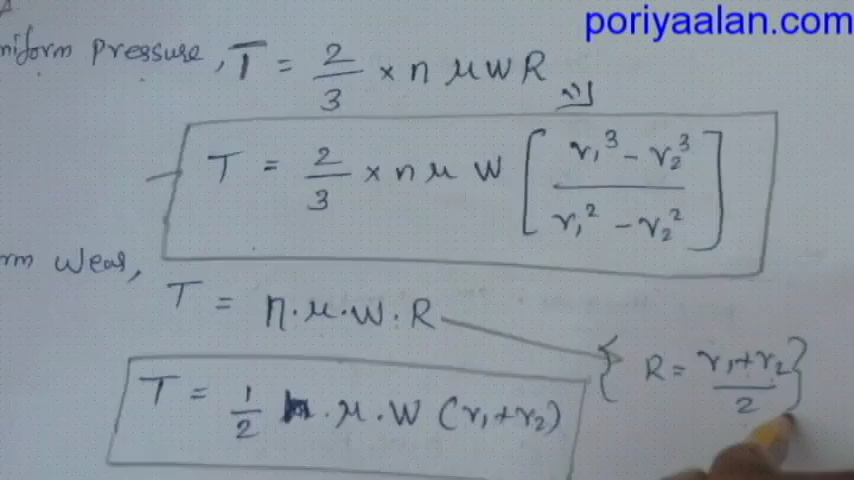 poriyaalan.com
niform Pressure, T = 2/3 × n μ W R
T = 2/3 × n μ W [ (r₁³ - r₂³) / (r₁² - r₂²) ]
rm Wear,
T = n.μ.W.R
{ R = (r₁+r₂)/2 }
T = 1/2 n.μ.W (r₁+r₂)